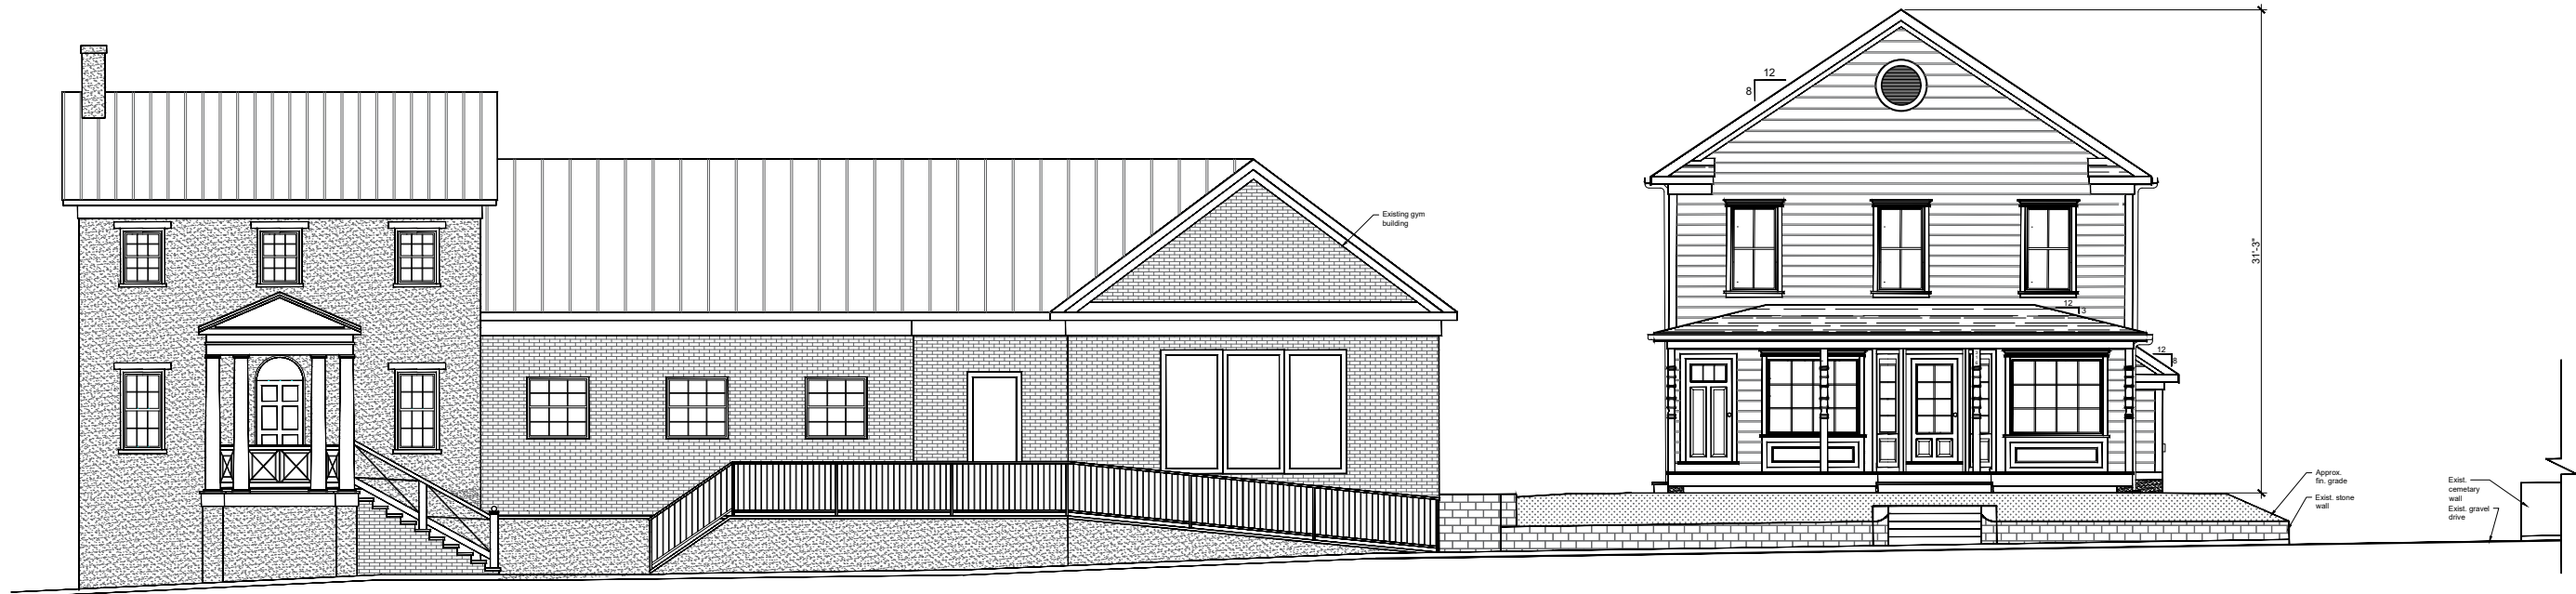 12
8
Existing gym
building
31'-3"
12
3
12
8
Approx.
fin. grade
Exist. stone
wall
Exist.
cemetary
wall
Exist. gravel
drive